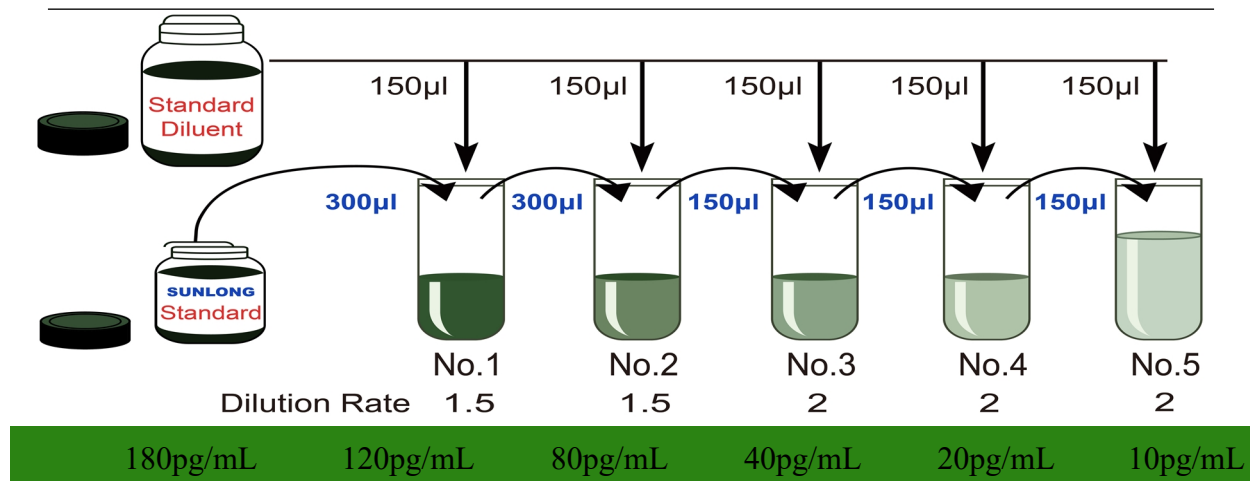 150µl 150µl 150µl 150µl 150µl
Standard
Diluent
300µl 300µl 150µl 150µl 150µl
SUNLONG
Standard
No.1 No.2 No.3 No.4 No.5
Dilution Rate 1.5 1.5 2 2 2
180pg/mL 120pg/mL 80pg/mL 40pg/mL 20pg/mL 10pg/mL